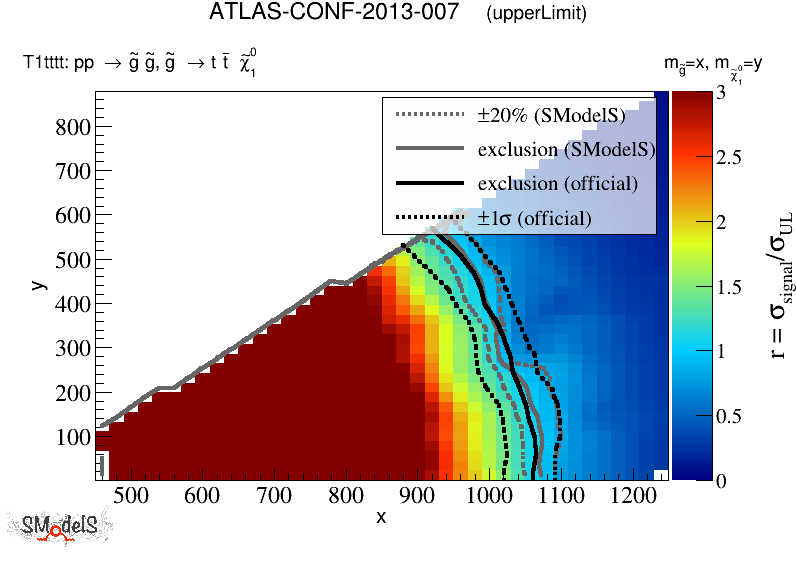 ATLAS-CONF-2013-007 (upperLimit)
T1tttt: pp → g̃ g̃, g̃ → t t̄ χ̃₁⁰
m_g̃=x, m_χ̃₁⁰=y
±20% (SModelS)
exclusion (SModelS)
exclusion (official)
±1σ (official)
800
700
600
500
400
300
200
100
y
500 600 700 800 900 1000 1100 1200
x
3
2.5
2
1.5
1
0.5
0
r = σ_signal/σ_UL
SModelS